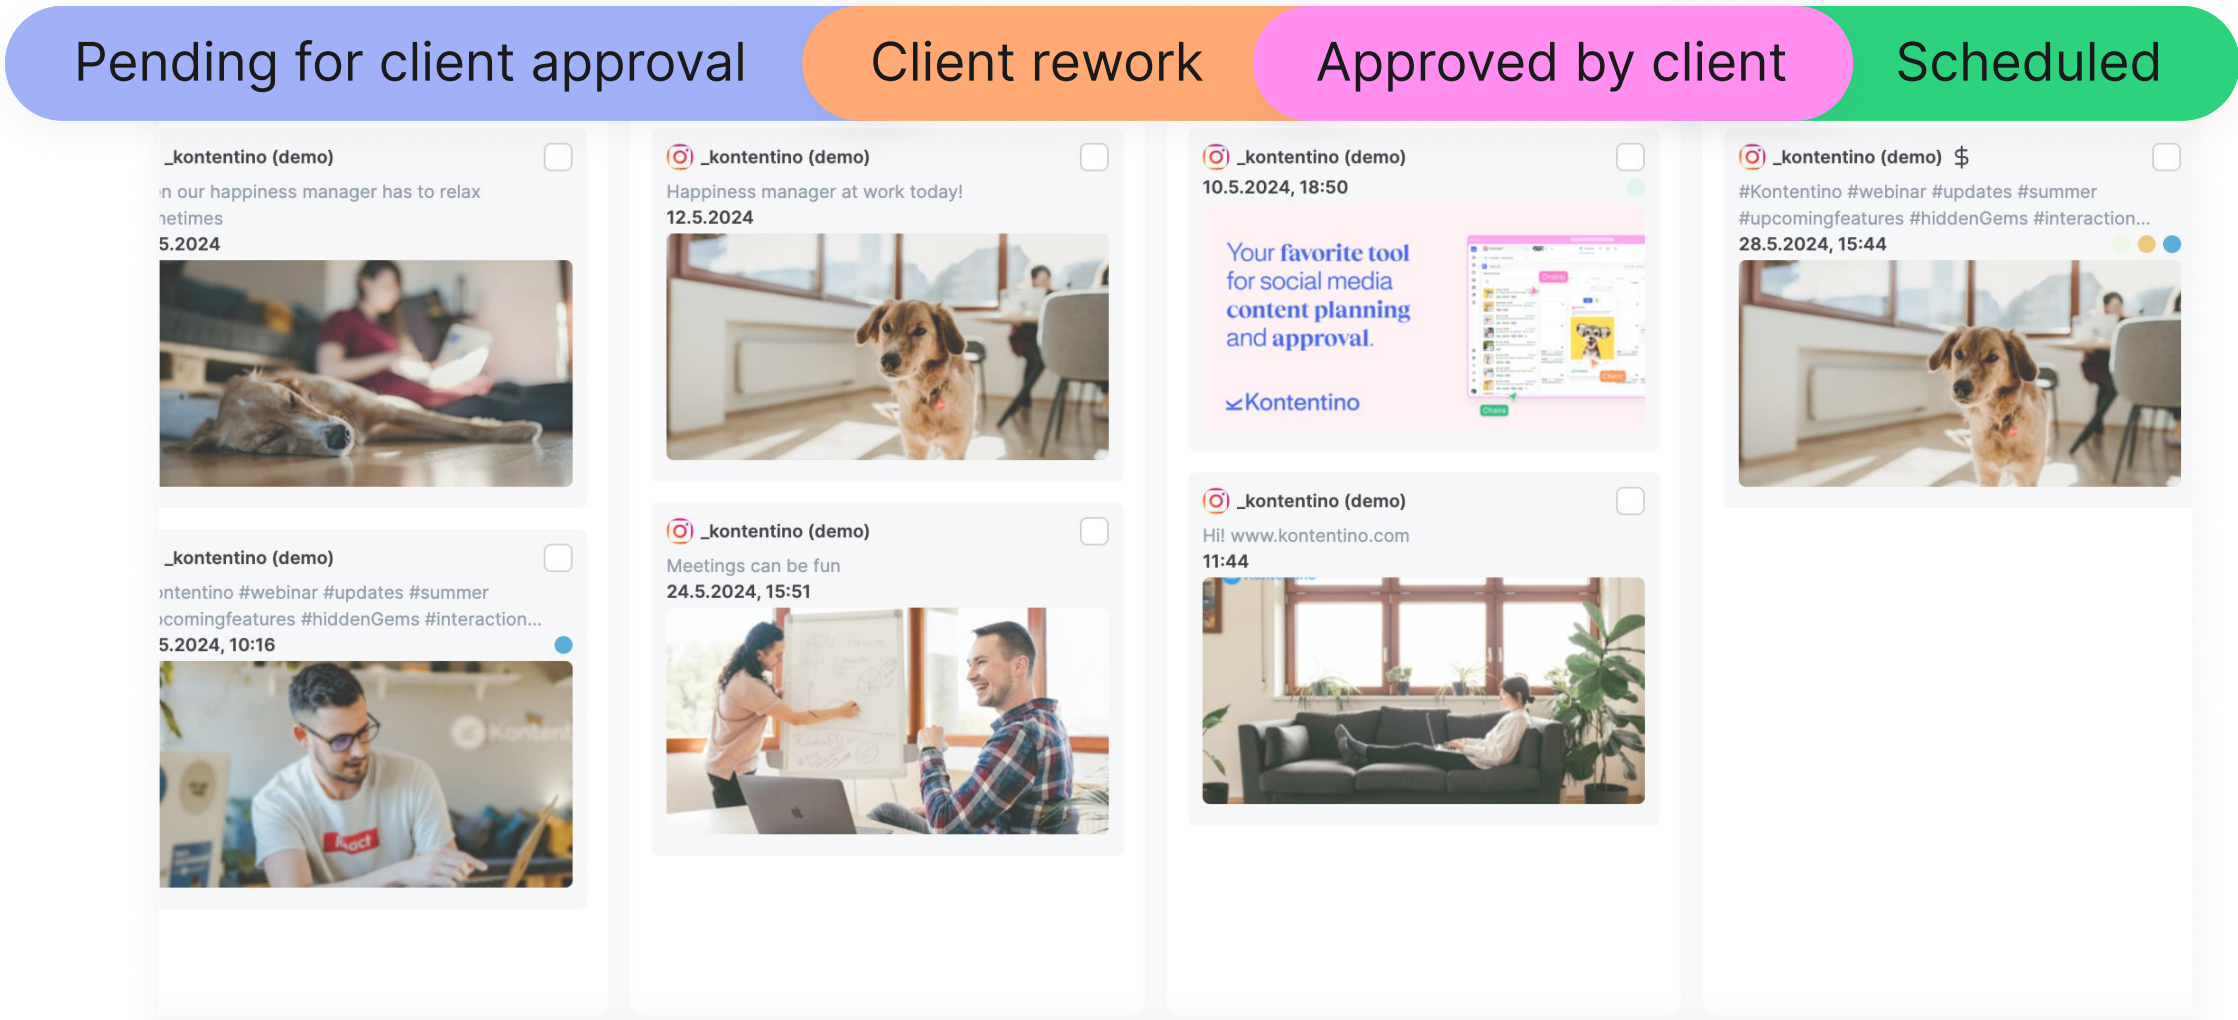 Pending for client approval
Client rework
Approved by client
Scheduled
_kontentino (demo)
our happiness manager has to relax
5.2024
_kontentino (demo)
#webinar #updates #summer
#hiddenGems #interaction...
5.2024, 10:16
Kontent
_kontentino (demo)
Happiness manager at work today!
12.5.2024
_kontentino (demo)
Meetings can be fun
24.5.2024, 15:51
_kontentino (demo)
10.5.2024, 18:50
Your favorite tool
for social media
content planning
and approval.
Kontentino
Ondrej
Client
Chaira
_kontentino (demo)
Hi! www.kontentino.com
11:44
_kontentino (demo) $
#Kontentino #webinar #updates #summer
#upcomingfeatures #hiddenGems #interaction...
28.5.2024, 15:44